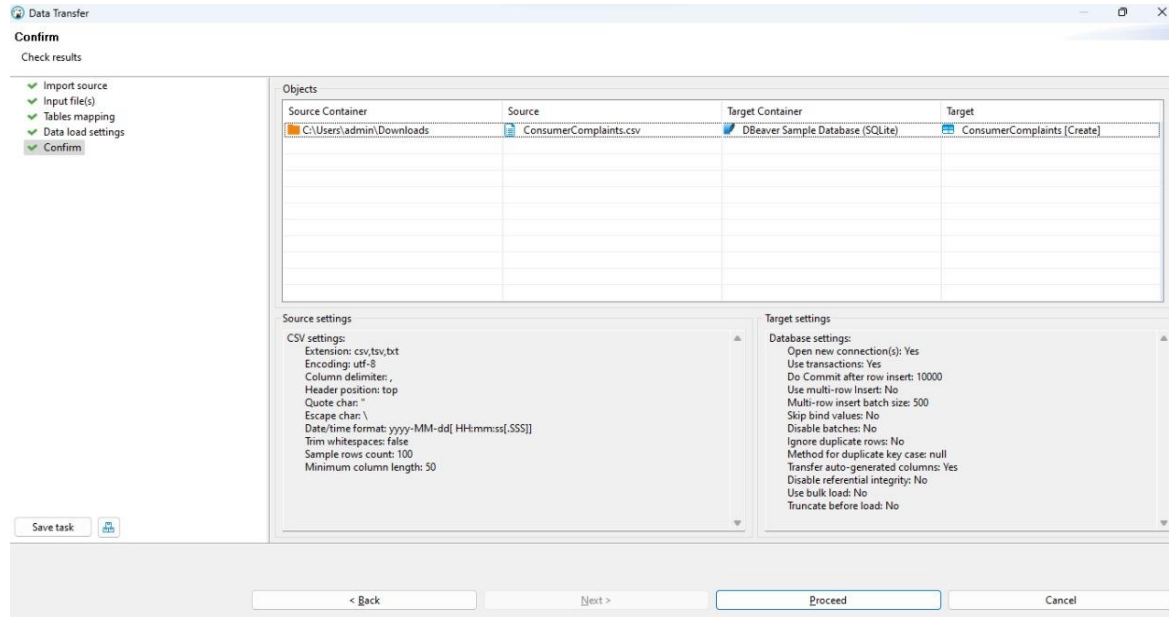 Data Transfer
Confirm
Check results
Import source
Input file(s)
Tables mapping
Data load settings
Confirm
Objects
Source Container Source Target Container Target
C:\Users\admin\Downloads ConsumerComplaints.csv DBeaver Sample Database (SQLite) ConsumerComplaints [Create]
Source settings
CSV settings:
Extension: csv,tsv,txt
Encoding: utf-8
Column delimiter: ,
Header position: top
Quote char: "
Escape char: \
Date/time format: yyyy-MM-dd[ HH:mm:ss[.SSS]]
Trim whitespaces: false
Sample rows count: 100
Minimum column length: 50
Target settings
Database settings:
Open new connection(s): Yes
Use transactions: Yes
Do Commit after row insert: 10000
Use multi-row Insert: No
Multi-row insert batch size: 500
Skip bind values: No
Disable batches: No
Ignore duplicate rows: No
Method for duplicate key case: null
Transfer auto-generated columns: Yes
Disable referential integrity: No
Use bulk load: No
Truncate before load: No
Save task
< Back Next > Proceed Cancel